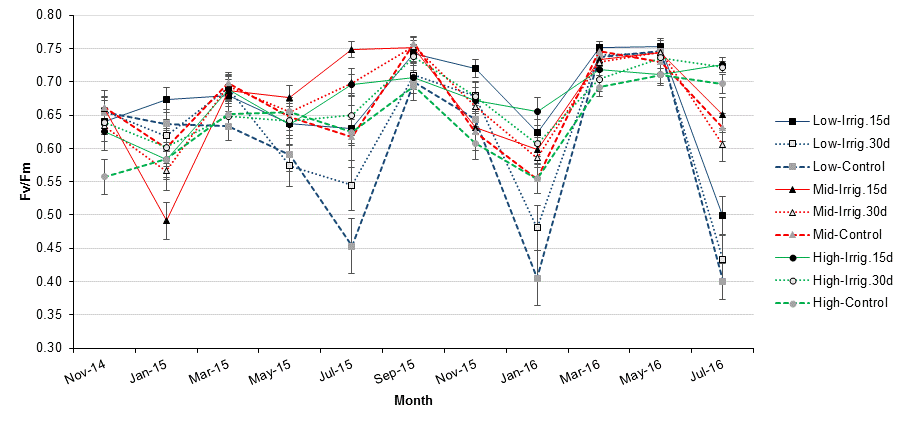 0.80
0.75
0.70
0.65
0.60
0.55
0.50
0.45
0.40
0.35
0.30
Fv/Fm
Nov-14
Jan-15
Mar-15
May-15
Jul-15
Sep-15
Nov-15
Jan-16
Mar-16
May-16
Jul-16
Month
Low-Irrig.15d
Low-Irrig.30d
Low-Control
Mid-Irrig.15d
Mid-Irrig.30d
Mid-Control
High-Irrig.15d
High-Irrig.30d
High-Control